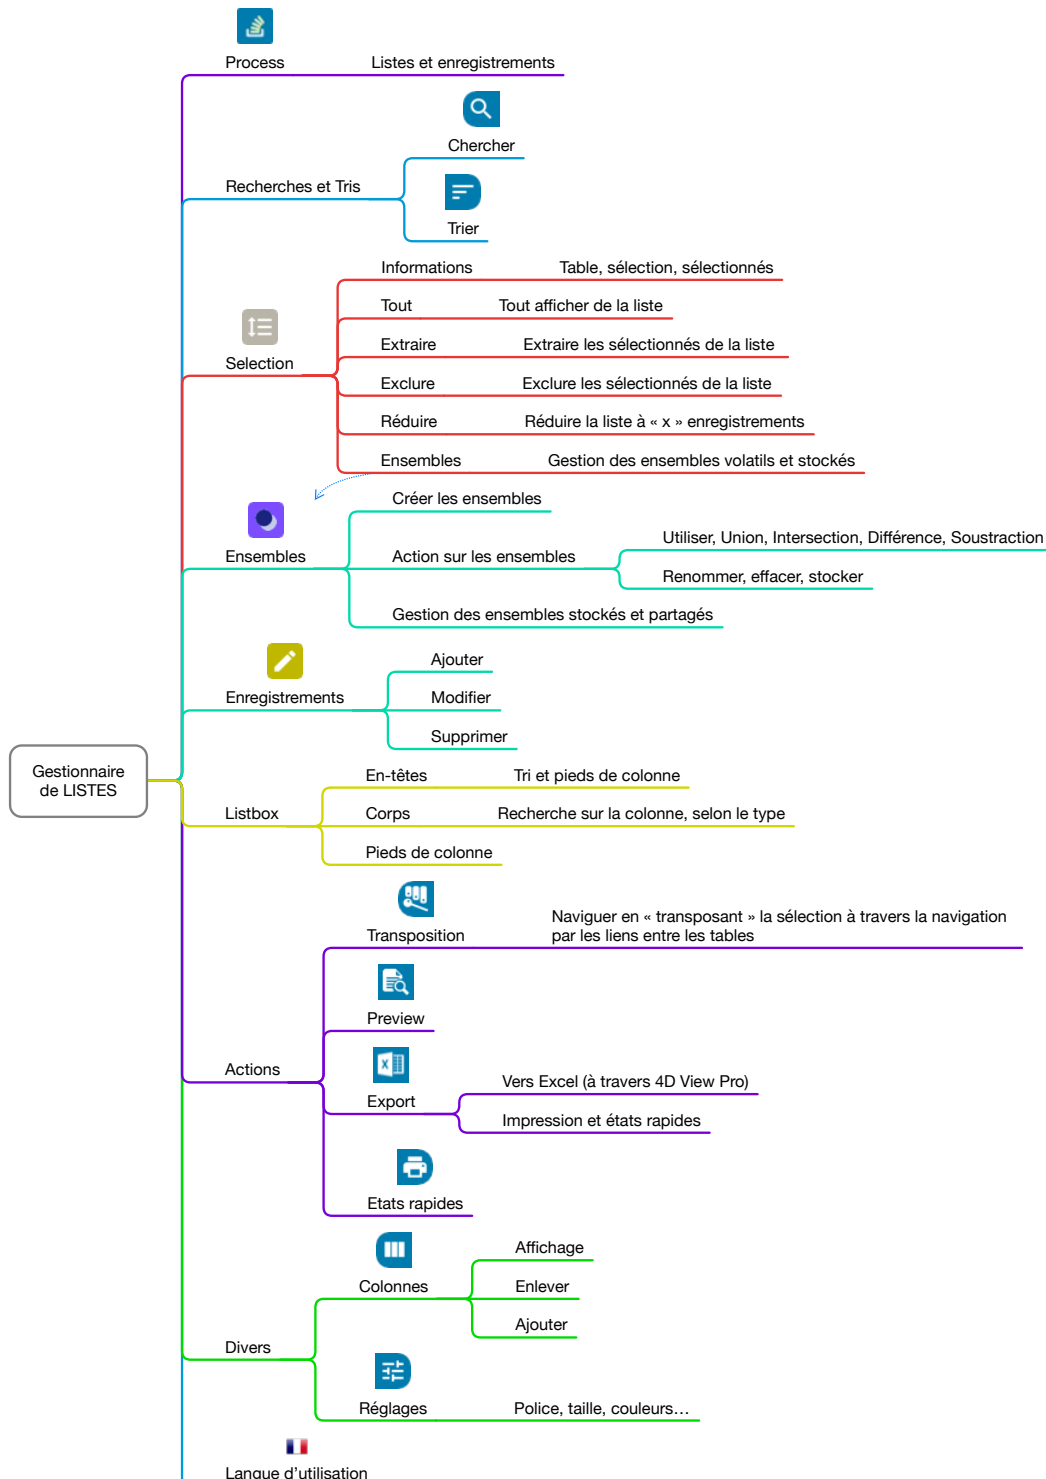 Process
Listes et enregistrements
Chercher
Recherches et Tris
Trier
Informations
Table, sélection, sélectionnés
Tout
Tout afficher de la liste
Extraire
Extraire les sélectionnés de la liste
Selection
Exclure
Exclure les sélectionnés de la liste
Réduire
Réduire la liste à « x » enregistrements
Ensembles
Gestion des ensembles volatils et stockés
Créer les ensembles
Utiliser, Union, Intersection, Différence, Soustraction
Ensembles
Action sur les ensembles
Renommer, effacer, stocker
Gestion des ensembles stockés et partagés
Ajouter
Enregistrements
Modifier
Supprimer
Gestionnaire
de LISTES
En-têtes
Tri et pieds de colonne
Listbox
Corps
Recherche sur la colonne, selon le type
Pieds de colonne
Transposition
Naviguer en « transposant » la sélection à travers la navigation
par les liens entre les tables
Preview
Actions
Export
Vers Excel (à travers 4D View Pro)
Impression et états rapides
Etats rapides
Affichage
Colonnes
Enlever
Ajouter
Divers
Réglages
Police, taille, couleurs…
Langue d'utilisation